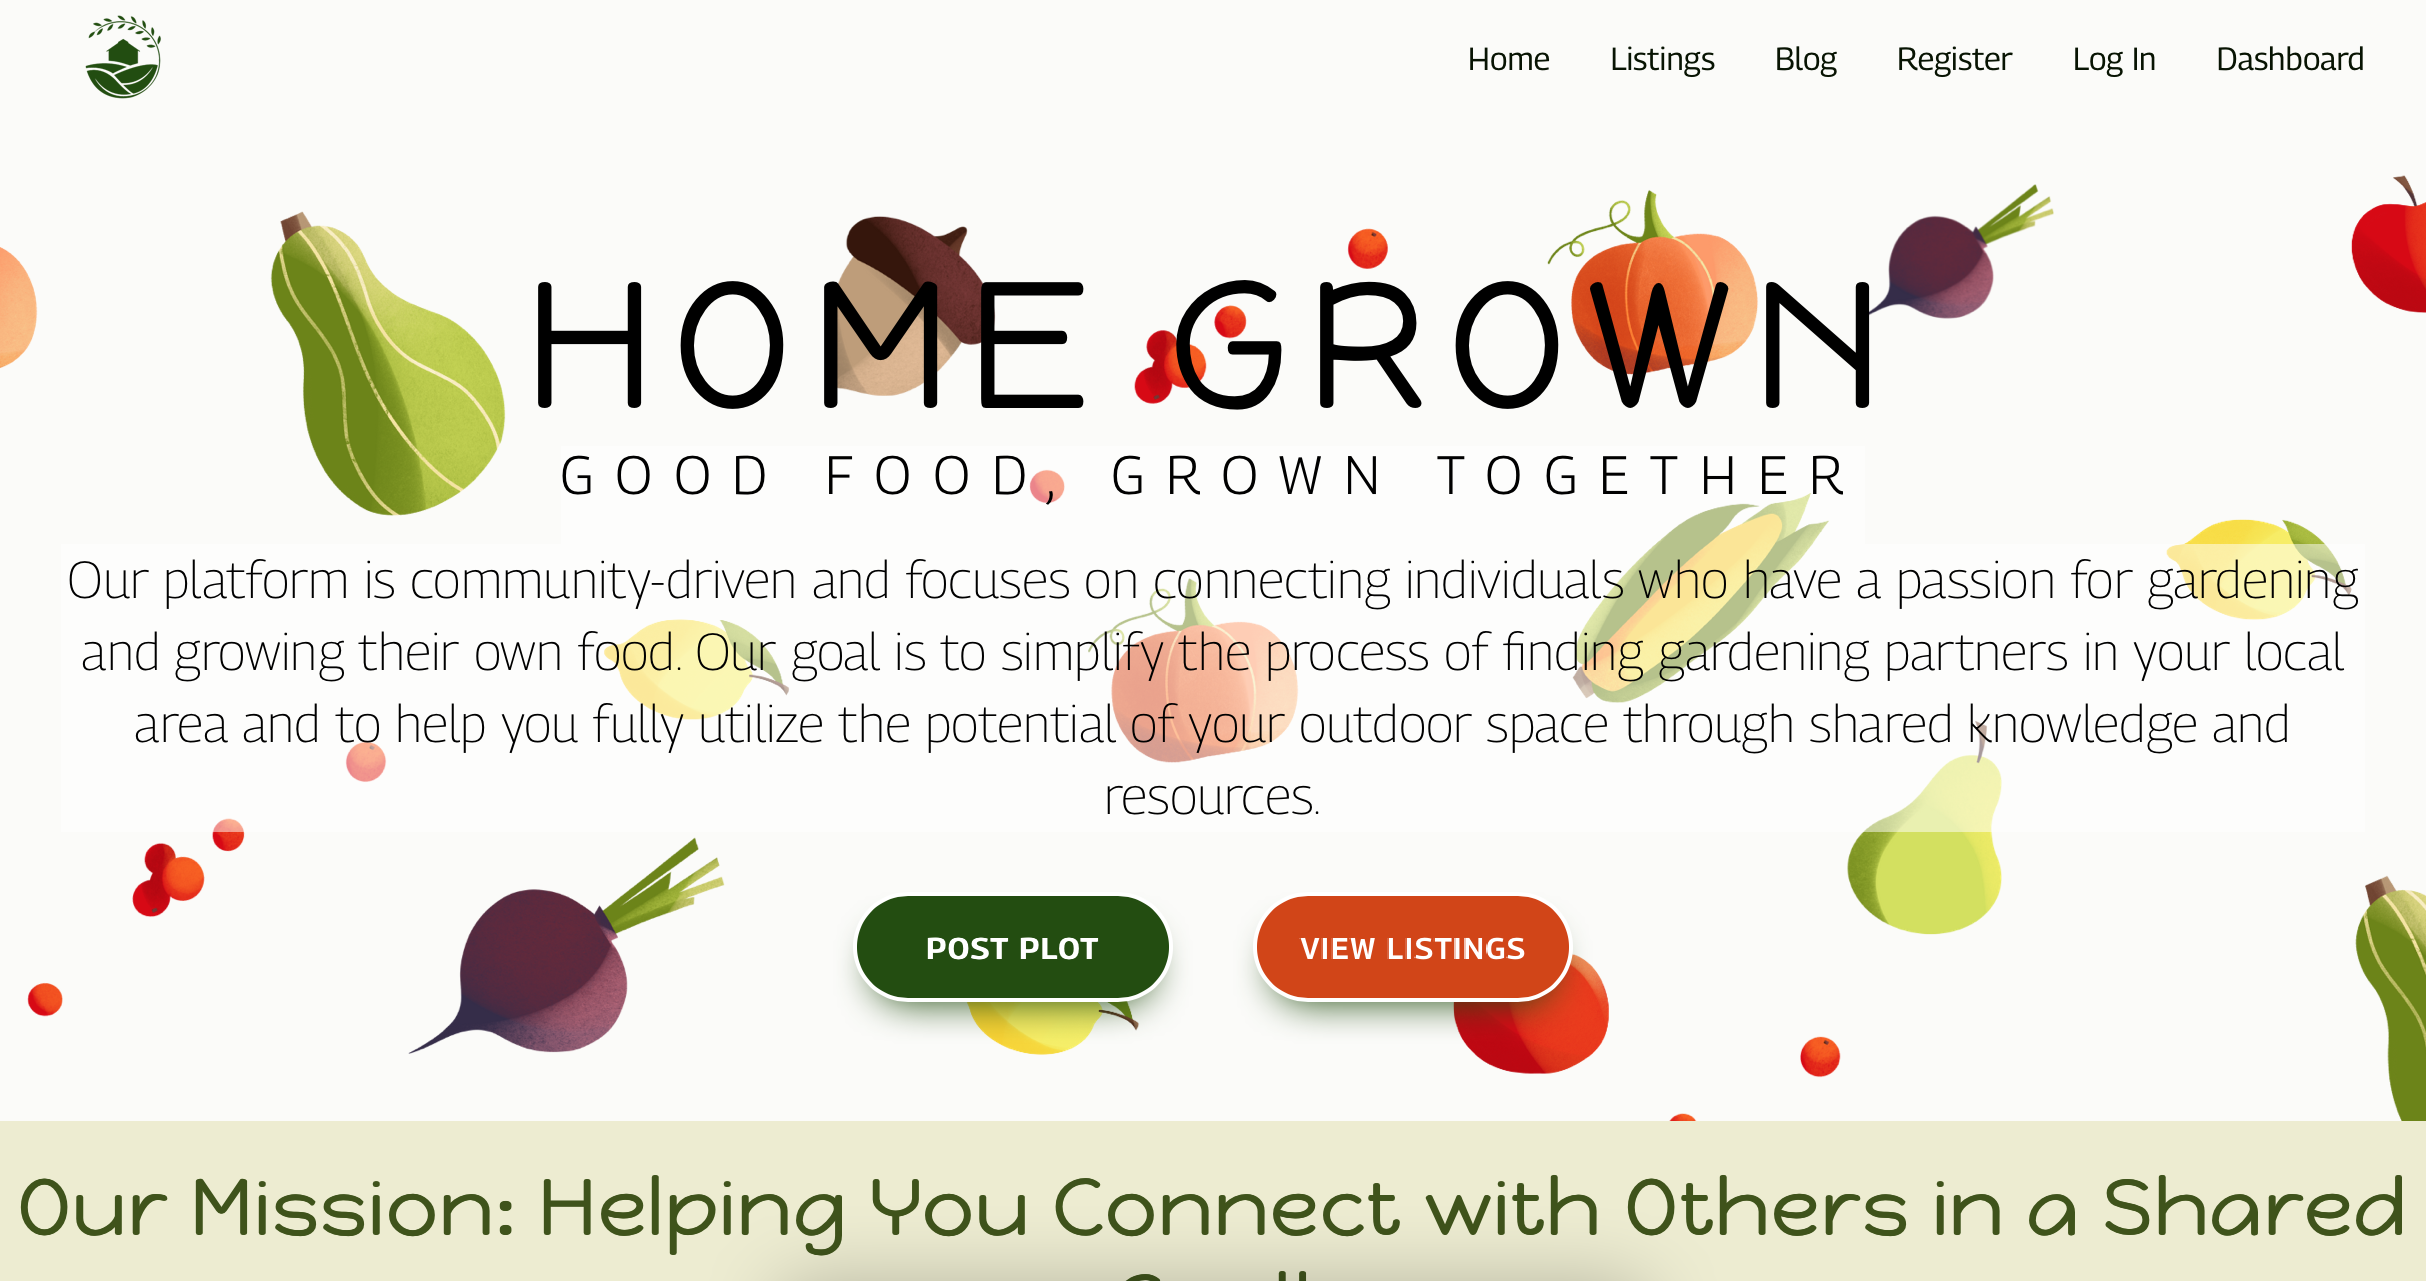 Home Listings Blog Register Log In Dashboard
HOME GROWN
GOOD FOOD, GROWN TOGETHER
Our platform is community-driven and focuses on connecting individuals who have a passion for gardening
and growing their own food. Our goal is to simplify the process of finding gardening partners in your local
area and to help you fully utilize the potential of your outdoor space through shared knowledge and
resources.
POST PLOT VIEW LISTINGS
Our Mission: Helping You Connect with Others in a Shared